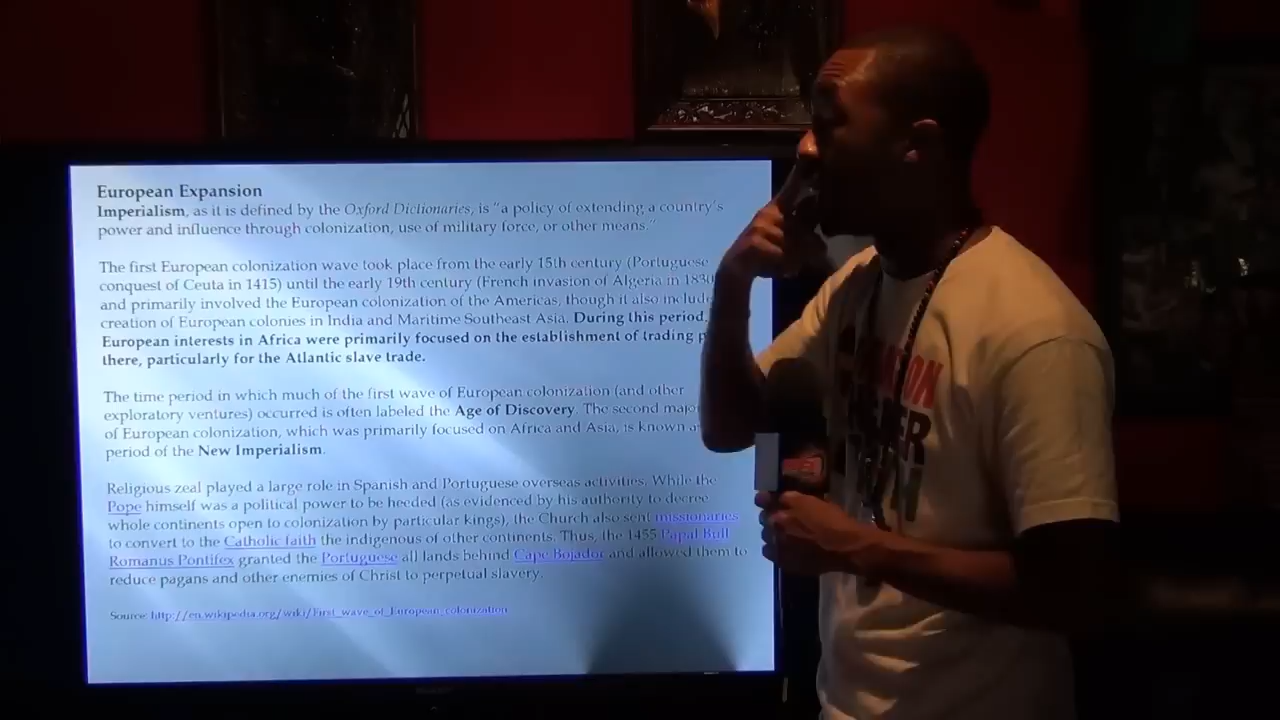 European Expansion
Imperialism, as it is defined by the Oxford Dictionaries, is "a policy of extending a country's
power and influence through colonization, use of military force, or other means."
The first European colonization wave took place from the early 15th century (Portuguese
conquest of Ceuta in 1415) until the early 19th century (French invasion of Algeria in 183
and primarily involved the European colonization of the Americas, though it also includ
creation of European colonies in India and Maritime Southeast Asia. During this period,
European interests in Africa were primarily focused on the establishment of trading p
there, particularly for the Atlantic slave trade.
The time period in which much of the first wave of European colonization (and other
exploratory ventures) occurred is often labeled the Age of Discovery. The second major
of European colonization, which was primarily focused on Africa and Asia, is known a
period of the New Imperialism.
Religious zeal played a large role in Spanish and Portuguese overseas activities. While the
Pope himself was a political power to be heeded (as evidenced by his authority to decree
whole continents open to colonization by particular kings), the Church also sent missionaries
to convert to the Catholic faith the indigenous of other continents. Thus, the 1455 Papal Bull
Romanus Pontifex granted the Portuguese all lands behind Cape Bojador and allowed them to
reduce pagans and other enemies of Christ to perpetual slavery.
Source: http://en.wikipedia.org/wiki/First_wave_of_European_colonization